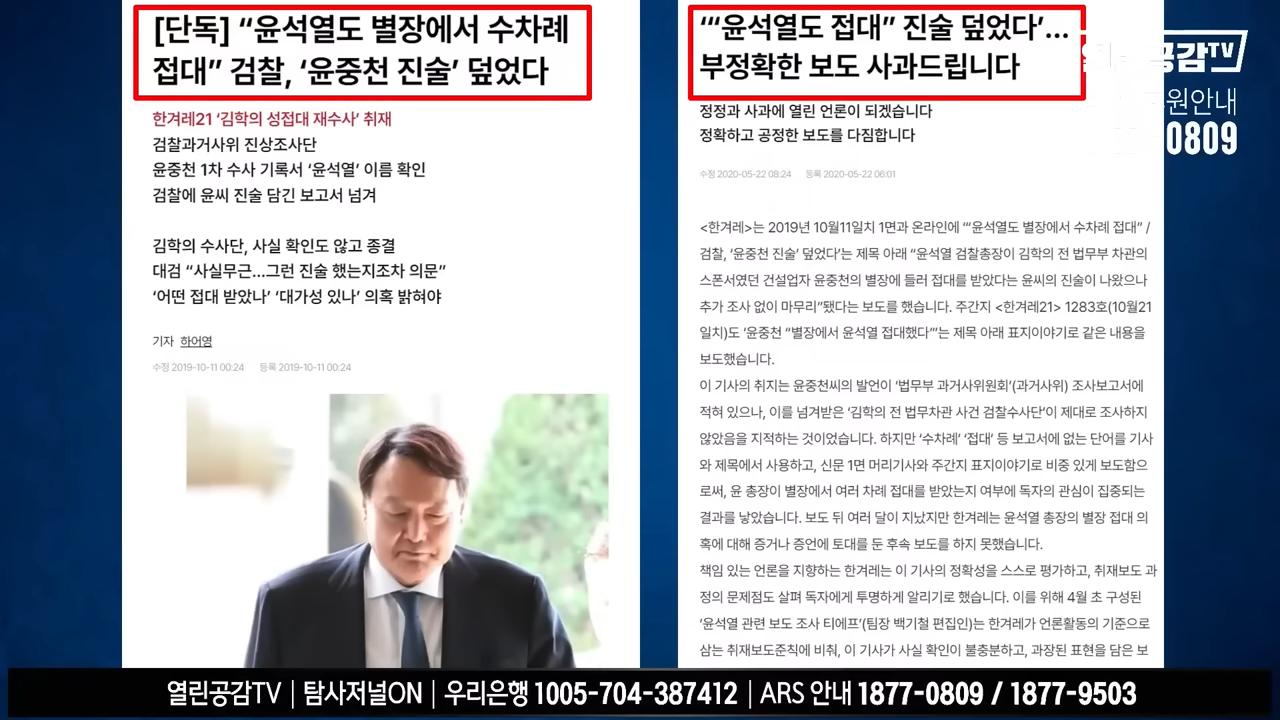 [단독] “윤석열도 별장에서 수차례
접대” 검찰, ‘윤중천 진술’ 덮었다
한겨레21 ‘김학의 성접대 재수사’ 취재
검찰과거사위 진상조사단
윤중천 1차 수사 기록서 ‘윤석열’ 이름 확인
검찰에 윤씨 진술 담긴 보고서 넘겨
김학의 수사단, 사실 확인도 않고 종결
대검 “사실무근…그런 진술 했는지조차 의문”
‘어떤 접대 받았나’ ‘대가성 있나’ 의혹 밝혀야
기자 하어영
수정 2019-10-11 00:24 등록 2019-10-11 00:24
‘“윤석열도 접대” 진술 덮었다’…
부정확한 보도 사과드립니다
정정과 사과에 열린 언론이 되겠습니다
정확하고 공정한 보도를 다짐합니다
수정 2020-05-22 08:24 등록 2020-05-22 06:01
<한겨레>는 2019년 10월11일치 1면과 온라인에 ‘“윤석열도 별장에서 수차례 접대” /
검찰, ‘윤중천 진술’ 덮었다’는 제목 아래 “윤석열 검찰총장이 김학의 전 법무부 차관의
스폰서였던 건설업자 윤중천의 별장에 들러 접대를 받았다는 윤씨의 진술이 나왔으나
추가 조사 없이 마무리”됐다는 보도를 했습니다. 주간지 <한겨레21> 1283호(10월21
일치)도 ‘윤중천 “별장에서 윤석열 접대했다”’는 제목 아래 표지이야기로 같은 내용을
보도했습니다.
이 기사의 취지는 윤중천씨의 발언이 ‘법무부 과거사위원회’(과거사위) 조사보고서에
적혀 있으나, 이를 넘겨받은 ‘김학의 전 법무차관 사건 검찰수사단’이 제대로 조사하지
않았음을 지적하는 것이었습니다. 하지만 ‘수차례’ ‘접대’ 등 보고서에 없는 단어를 기사
와 제목에서 사용하고, 신문 1면 머리기사와 주간지 표지이야기로 비중 있게 보도함으
로써, 윤 총장이 별장에서 여러 차례 접대를 받았는지 여부에 독자의 관심이 집중되는
결과를 낳았습니다. 보도 뒤 여러 달이 지났지만 한겨레는 윤석열 총장의 별장 접대 의
혹에 대해 증거나 증언에 토대를 둔 후속 보도를 하지 못했습니다.
책임 있는 언론을 지향하는 한겨레는 이 기사의 정확성을 스스로 평가하고, 취재보도 과
정의 문제점도 살펴 독자에게 투명하게 알리기로 했습니다. 이를 위해 4월 초 구성된
‘윤석열 관련 보도 조사 티에프’(팀장 백기철 편집인)는 한겨레가 언론활동의 기준으로
삼는 취재보도준칙에 비춰, 이 기사가 사실 확인이 불충분하고, 과장된 표현을 담은 보
열린공감TV
원안내
0809
열린공감TV | 탐사저널ON | 우리은행 1005-704-387412 | ARS 안내 1877-0809 / 1877-9503